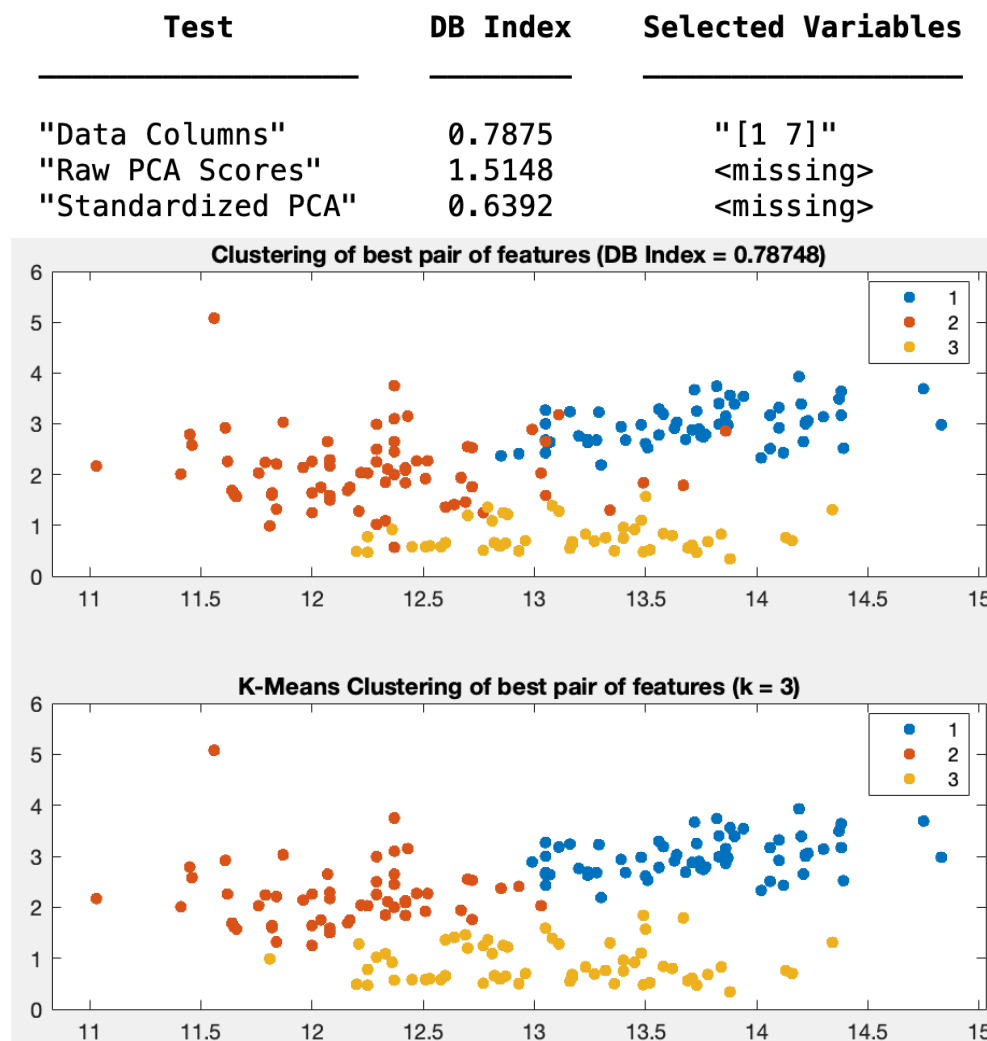 Test DB Index Selected Variables
"Data Columns" 0.7875 "[1 7]"
"Raw PCA Scores" 1.5148 <missing>
"Standardized PCA" 0.6392 <missing>
Clustering of best pair of features (DB Index = 0.78748)
6
5
4
3
2
1
0
1
2
3
11 11.5 12 12.5 13 13.5 14 14.5 15
K-Means Clustering of best pair of features (k = 3)
6
5
4
3
2
1
0
1
2
3
11 11.5 12 12.5 13 13.5 14 14.5 15